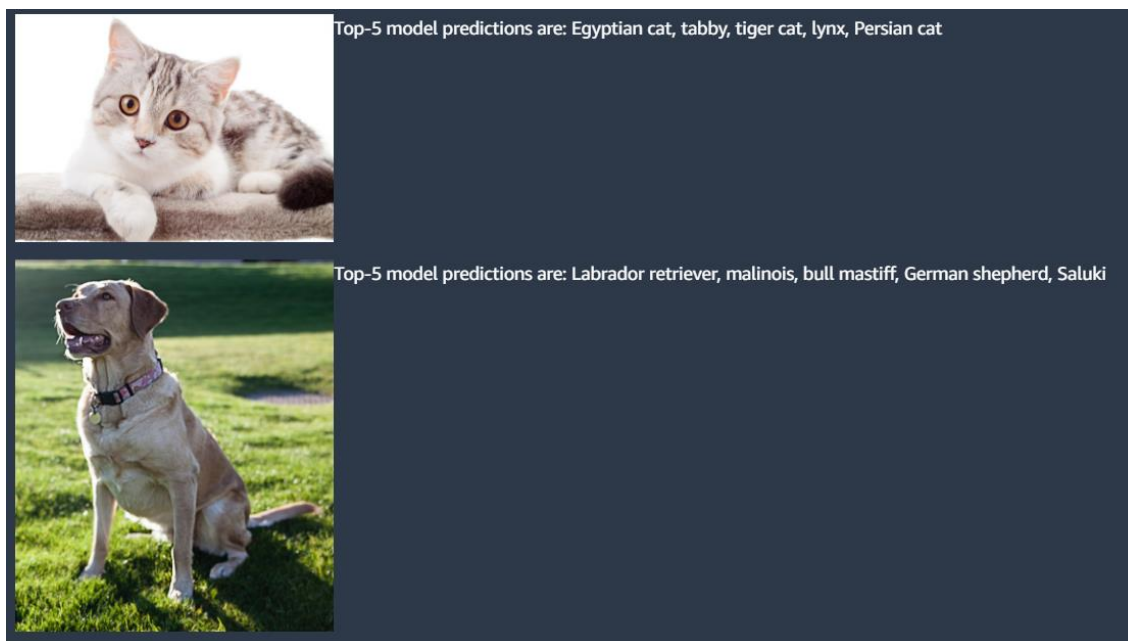 Top-5 model predictions are: Egyptian cat, tabby, tiger cat, lynx, Persian cat
Top-5 model predictions are: Labrador retriever, malinois, bull mastiff, German shepherd, Saluki